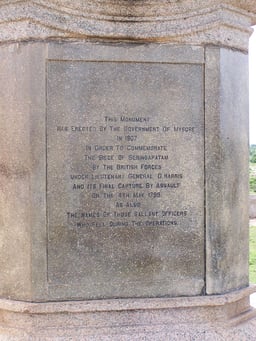 This Monument
Was Erected By The Government Of Mysore
In 1907
In Order To Commemorate
The Siege Of Seringapatam
By The British Forces
Under Lieutenant General G. Harris
And Its Final Capture By Assault
On The 4th May 1799
As Also
The Names Of Those Gallant Officers
Who Fell During The Operations.